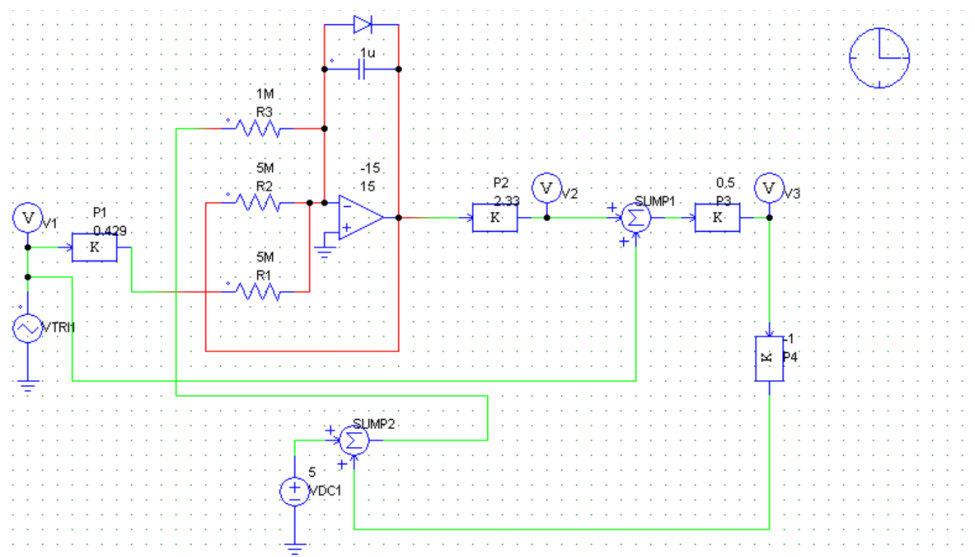 1u
1M
R3
-15
15
5M
R2
P2
2.33
K
V
V2
SUMP1
0.5
P3
K
V
V3
V
V1
P1
0.429
K
5M
R1
VTRI1
-1
P4
K
SUMP2
5
VDC1